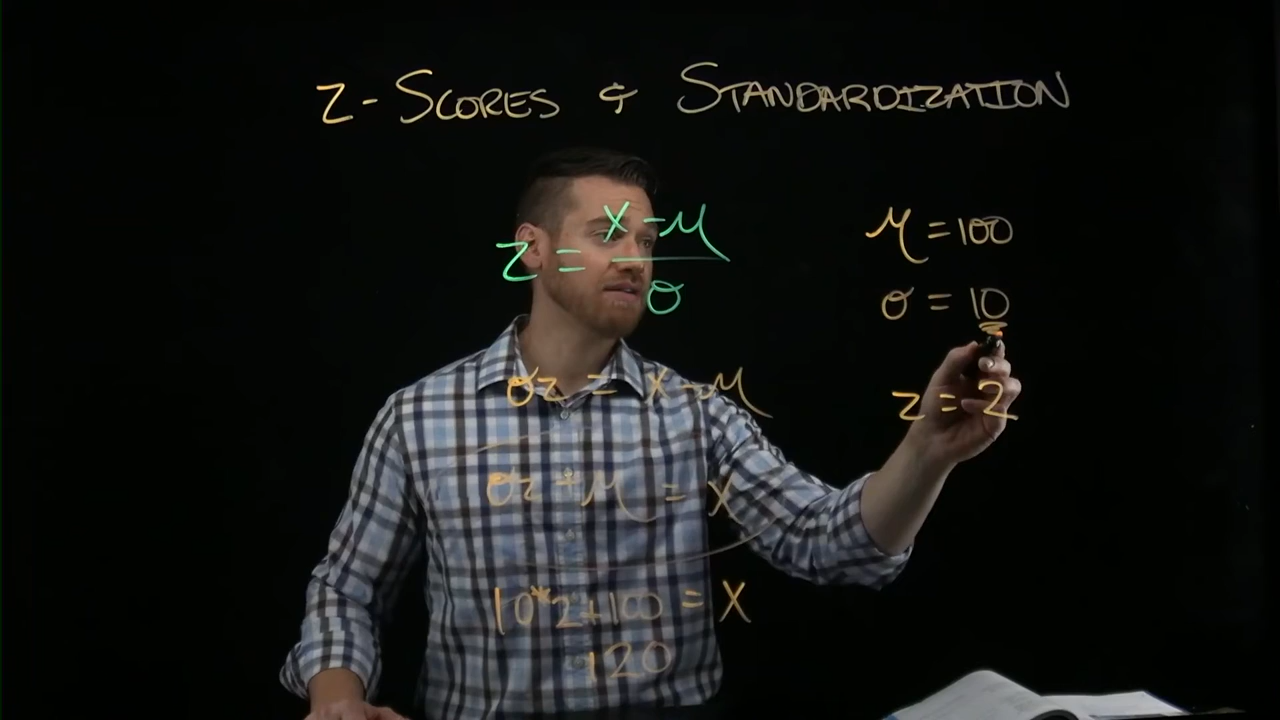 Z - SCORES & STANDARDIZATION
z = x - μ / σ
σz = x - μ
σz + μ = x
10 * 2 + 100 = x
120
μ = 100
σ = 10
z = 2